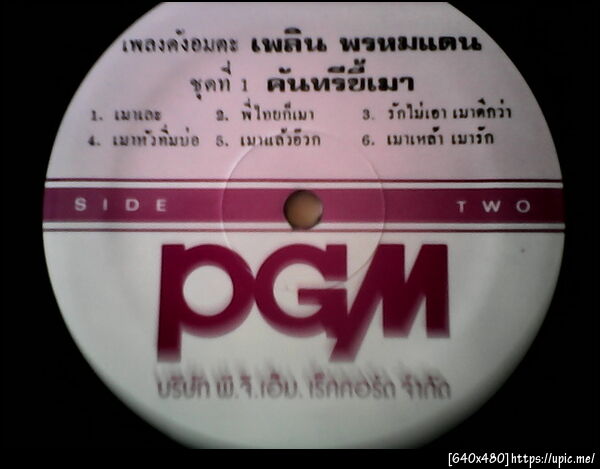 เพลงดังอมตะ เพลิน พรหมแดน
ชุดที่ 1 คันทรีขี้เมา
1. เมาเละ 2. พี่ไทยก็เมา 3. รักไม่เอา เมาดีกว่า
4. เมาหัวทิ่มบ่อ 5. เมาแล้วอ๊วก 6. เมาเหล้า เมารัก
SIDE TWO
PGM
บริษัท พี.จี.เอ็ม. เร็คคอร์ด จำกัด
[640x480] https://upic.me/